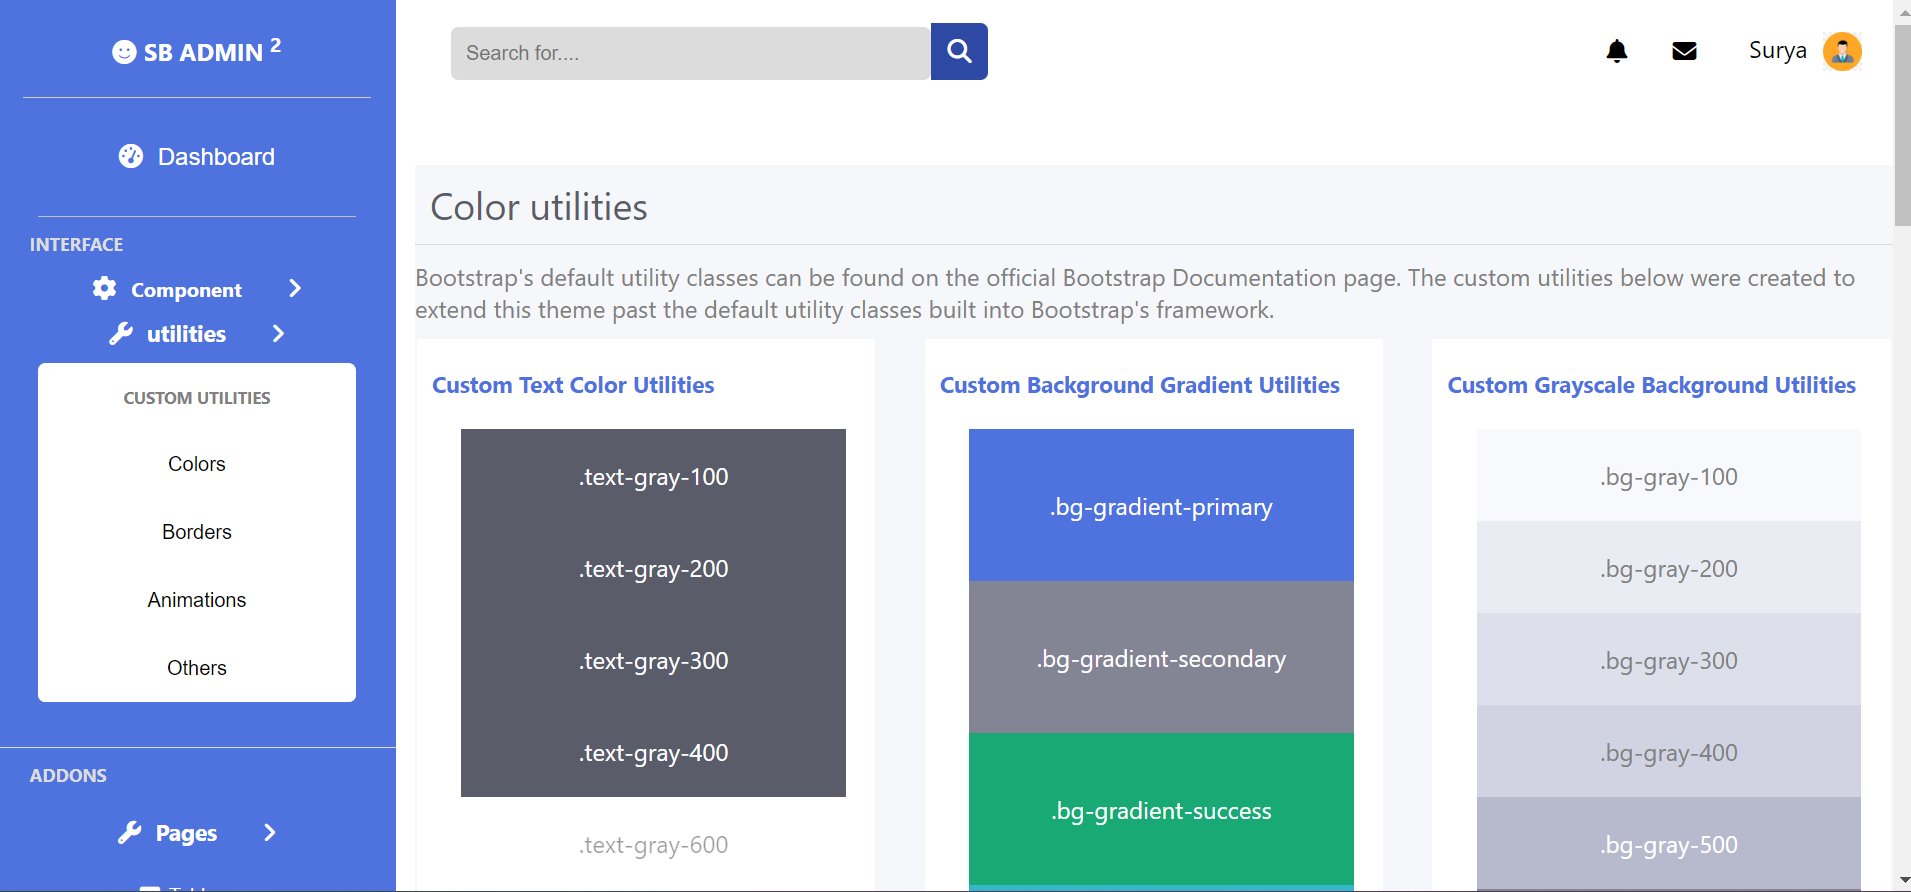 SB ADMIN 2
Dashboard
INTERFACE
Component
utilities
CUSTOM UTILITIES
Colors
Borders
Animations
Others
ADDONS
Pages
Search for....
Surya
Color utilities
Bootstrap's default utility classes can be found on the official Bootstrap Documentation page. The custom utilities below were created to
extend this theme past the default utility classes built into Bootstrap's framework.
Custom Text Color Utilities
.text-gray-100
.text-gray-200
.text-gray-300
.text-gray-400
.text-gray-600
Custom Background Gradient Utilities
.bg-gradient-primary
.bg-gradient-secondary
.bg-gradient-success
Custom Grayscale Background Utilities
.bg-gray-100
.bg-gray-200
.bg-gray-300
.bg-gray-400
.bg-gray-500